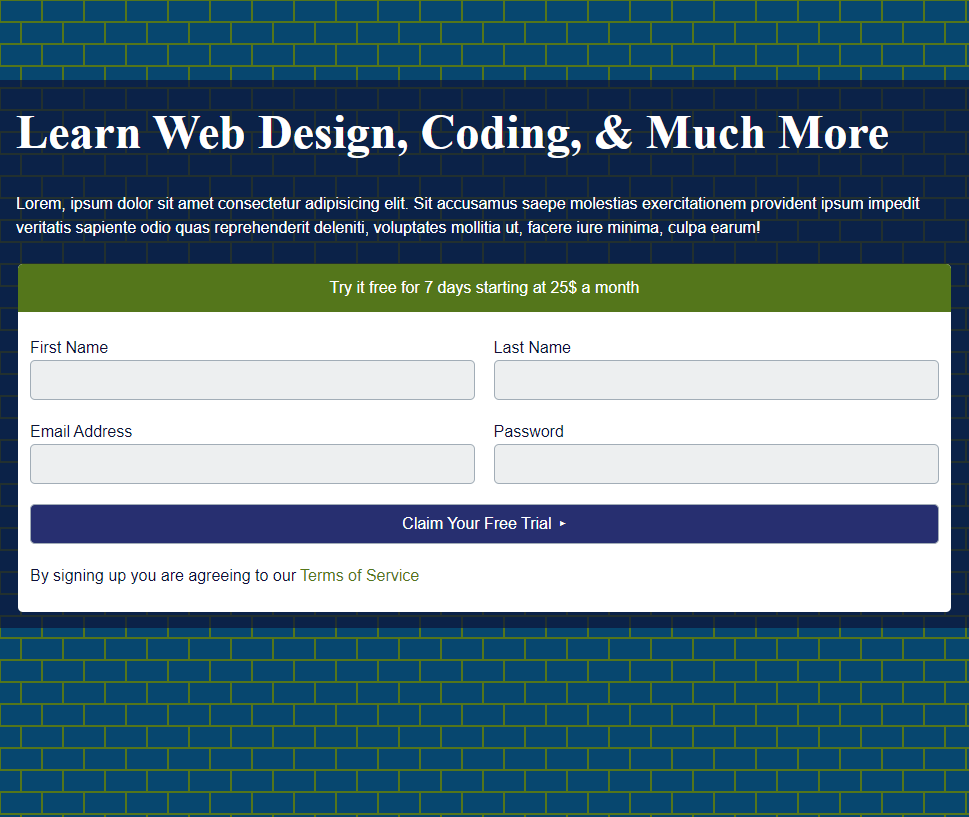 Learn Web Design, Coding, & Much More
Lorem, ipsum dolor sit amet consectetur adipisicing elit. Sit accusamus saepe molestias exercitationem provident ipsum impedit
veritatis sapiente odio quas reprehenderit deleniti, voluptates mollitia ut, facere iure minima, culpa earum!
Try it free for 7 days starting at 25$ a month
First Name
Last Name
Email Address
Password
Claim Your Free Trial ‣
By signing up you are agreeing to our Terms of Service